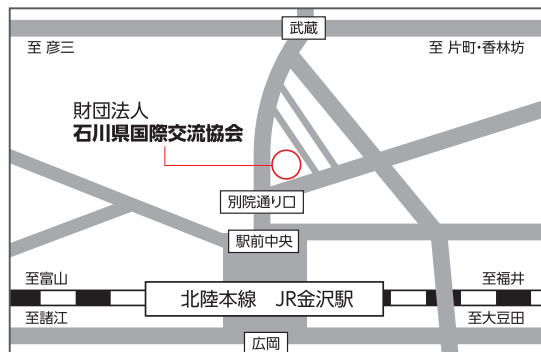 武蔵
至 彦三
至 片町・香林坊
財団法人
石川県国際交流協会
別院通り口
駅前中央
至富山
至福井
北陸本線 JR金沢駅
至諸江
至大豆田
広岡